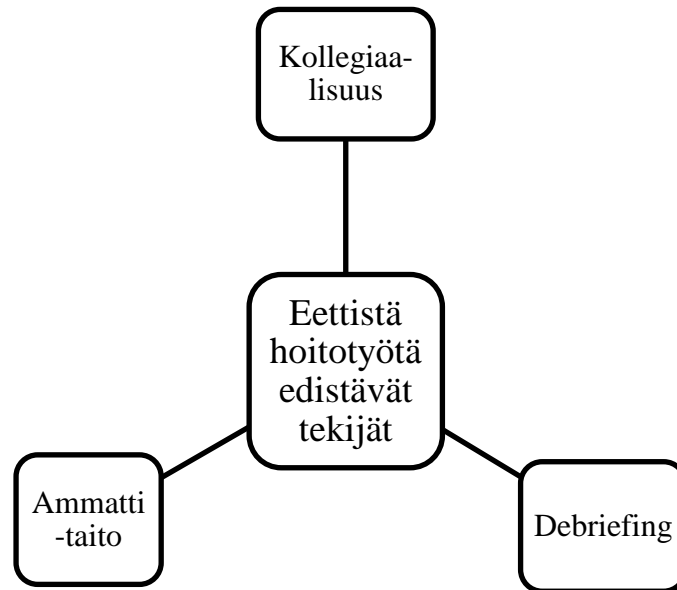 Kollegiaa-
lisuus
Eettistä
hoitotyötä
edistävät
tekijät
Ammatti
-taito
Debriefing